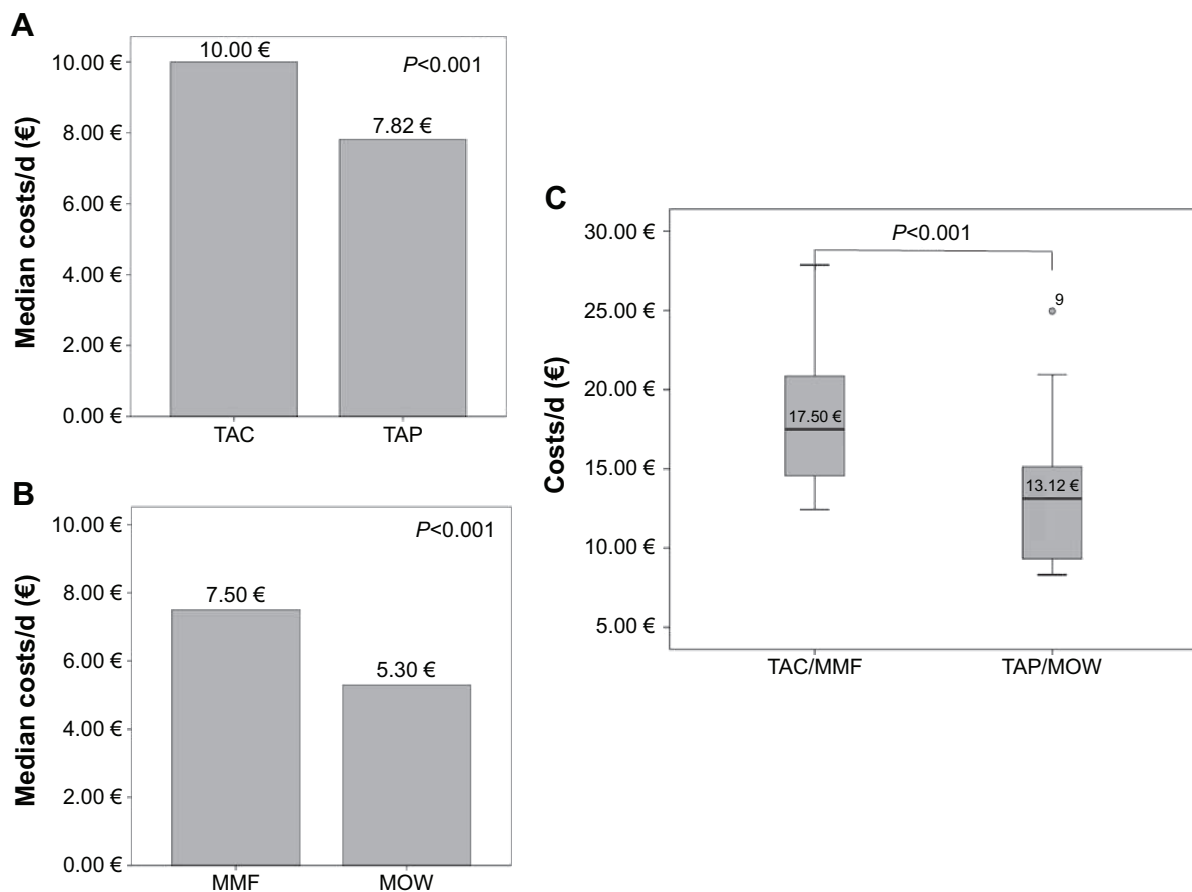 A
Median costs/d (€)
10.00 €
8.00 €
6.00 €
4.00 €
2.00 €
0.00 €
10.00 €
7.82 €
P<0.001
TAC
TAP
B
Median costs/d (€)
10.00 €
8.00 €
6.00 €
4.00 €
2.00 €
0.00 €
7.50 €
5.30 €
P<0.001
MMF
MOW
C
Costs/d (€)
30.00 €
25.00 €
20.00 €
15.00 €
10.00 €
5.00 €
P<0.001
9
17.50 €
13.12 €
TAC/MMF
TAP/MOW